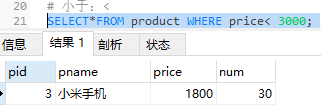 20 # 小于: <
21 SELECT*FROM product WHERE price< 3000;
信息 结果 1 剖析 状态
pid pname price num
3 小米手机 1800 30